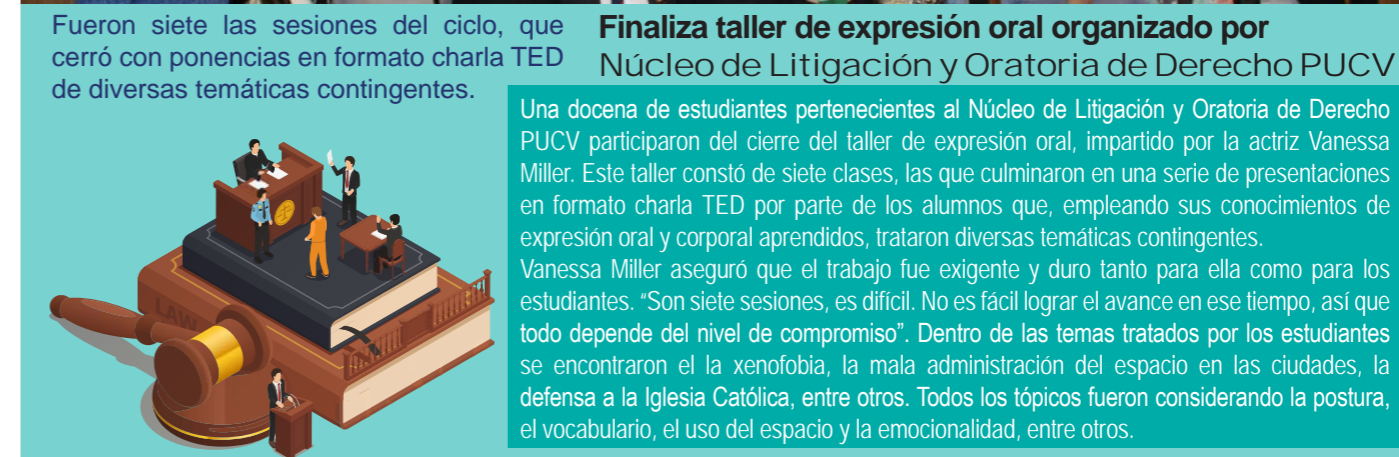 Fueron siete las sesiones del ciclo, que
cerró con ponencias en formato charla TED
de diversas temáticas contingentes.
Finaliza taller de expresión oral organizado por
Núcleo de Litigación y Oratoria de Derecho PUCV
Una docena de estudiantes pertenecientes al Núcleo de Litigación y Oratoria de Derecho
PUCV participaron del cierre del taller de expresión oral, impartido por la actriz Vanessa
Miller. Este taller constó de siete clases, las que culminaron en una serie de presentaciones
en formato charla TED por parte de los alumnos que, empleando sus conocimientos de
expresión oral y corporal aprendidos, trataron diversas temáticas contingentes.
Vanessa Miller aseguró que el trabajo fue exigente y duro tanto para ella como para los
estudiantes. “Son siete sesiones, es difícil. No es fácil lograr el avance en ese tiempo, así que
todo depende del nivel de compromiso”. Dentro de las temas tratados por los estudiantes
se encontraron el la xenofobia, la mala administración del espacio en las ciudades, la
defensa a la Iglesia Católica, entre otros. Todos los tópicos fueron considerando la postura,
el vocabulario, el uso del espacio y la emocionalidad, entre otros.
LAW